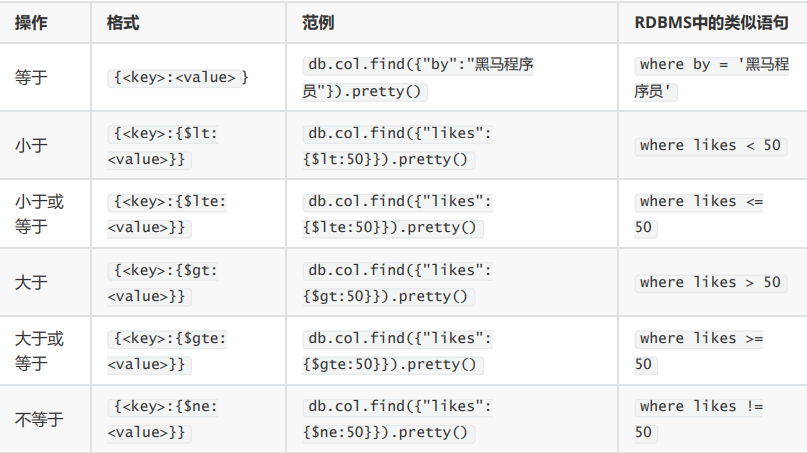 操作 格式 范例 RDBMS中的类似语句
等于 {<key>:<value> } db.col.find({"by":"黑马程序 where by = '黑马程
员"}).pretty() 序员'
小于 {<key>:{$lt: db.col.find({"likes": where likes < 50
<value>}} {$lt:50}}).pretty()
小于或 {<key>:{$lte: db.col.find({"likes": where likes <=
等于 <value>}} {$lte:50}}).pretty() 50
大于 {<key>:{$gt: db.col.find({"likes": where likes > 50
<value>}} {$gt:50}}).pretty()
大于或 {<key>:{$gte: db.col.find({"likes": where likes >=
等于 <value>}} {$gte:50}}).pretty() 50
不等于 {<key>:{$ne: db.col.find({"likes": where likes !=
<value>}} {$ne:50}}).pretty() 50